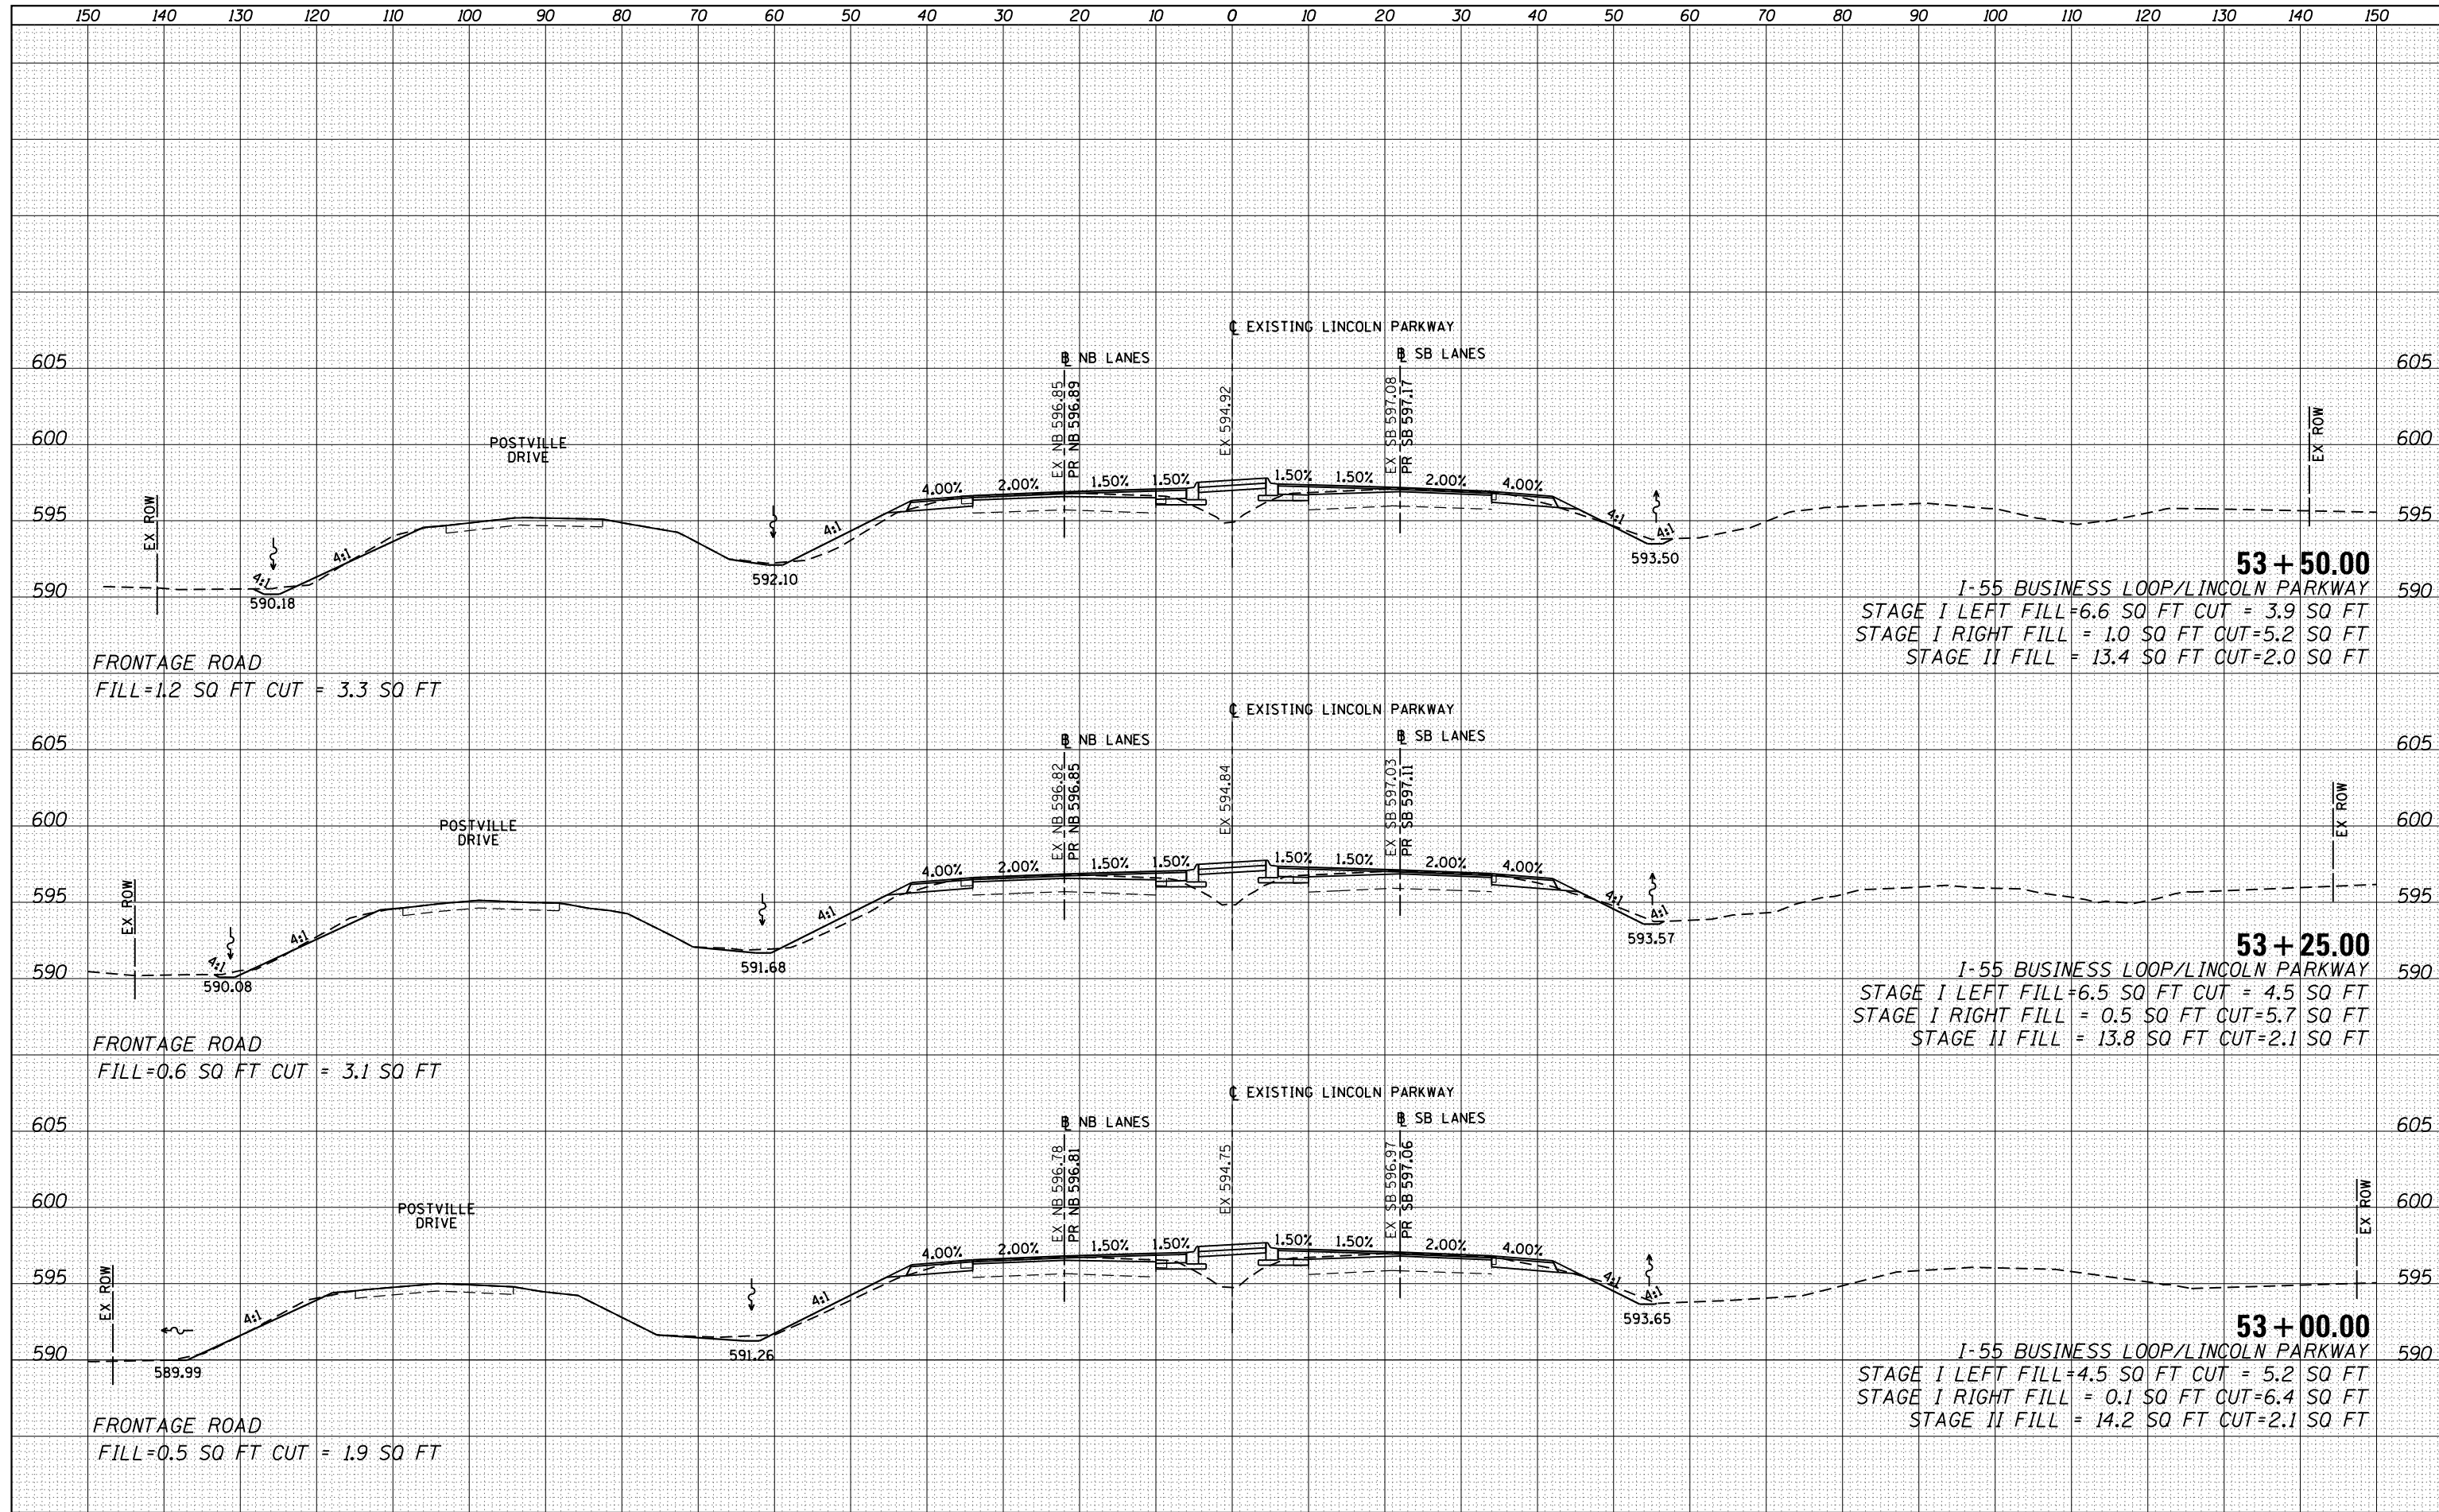 150 140 130 120 110 100 90 80 70 60 50 40 30 20 10 0 10 20 30 40 50 60 70 80 90 100 110 120 130 140 150
℄ EXISTING LINCOLN PARKWAY
BL NB LANES
BL SB LANES
605 605
EX NB 596.85
PR NB 596.89
EX 594.92
EX SB 597.08
PR SB 597.17
600 600
POSTVILLE
DRIVE
EX ROW
EX ROW
4.00% 2.00% 1.50% 1.50% 1.50% 1.50% 2.00% 4.00%
595 595
4:1 4:1 4:1 4:1 4:1
590.18
592.10
593.50
590 590
53+50.00
I-55 BUSINESS LOOP/LINCOLN PARKWAY
STAGE I LEFT FILL=6.6 SQ FT CUT = 3.9 SQ FT
STAGE I RIGHT FILL = 1.0 SQ FT CUT=5.2 SQ FT
STAGE II FILL = 13.4 SQ FT CUT=2.0 SQ FT
FRONTAGE ROAD
FILL=1.2 SQ FT CUT = 3.3 SQ FT
℄ EXISTING LINCOLN PARKWAY
BL NB LANES
BL SB LANES
605 605
EX NB 596.82
PR NB 596.85
EX 594.84
EX SB 597.03
PR SB 597.11
600 600
POSTVILLE
DRIVE
EX ROW
EX ROW
4.00% 2.00% 1.50% 1.50% 1.50% 1.50% 2.00% 4.00%
595 595
4:1 4:1 4:1 4:1 4:1
590.08
591.68
593.57
590 590
53+25.00
I-55 BUSINESS LOOP/LINCOLN PARKWAY
STAGE I LEFT FILL=6.5 SQ FT CUT = 4.5 SQ FT
STAGE I RIGHT FILL = 0.5 SQ FT CUT=5.7 SQ FT
STAGE II FILL = 13.8 SQ FT CUT=2.1 SQ FT
FRONTAGE ROAD
FILL=0.6 SQ FT CUT = 3.1 SQ FT
℄ EXISTING LINCOLN PARKWAY
BL NB LANES
BL SB LANES
605 605
EX NB 596.78
PR NB 596.81
EX 594.75
EX SB 596.97
PR SB 597.06
600 600
POSTVILLE
DRIVE
EX ROW
EX ROW
4.00% 2.00% 1.50% 1.50% 1.50% 1.50% 2.00% 4.00%
595 595
4:1 4:1 4:1 4:1
589.99
591.26
593.65
590 590
53+00.00
I-55 BUSINESS LOOP/LINCOLN PARKWAY
STAGE I LEFT FILL=4.5 SQ FT CUT = 5.2 SQ FT
STAGE I RIGHT FILL = 0.1 SQ FT CUT=6.4 SQ FT
STAGE II FILL = 14.2 SQ FT CUT=2.1 SQ FT
FRONTAGE ROAD
FILL=0.5 SQ FT CUT = 1.9 SQ FT